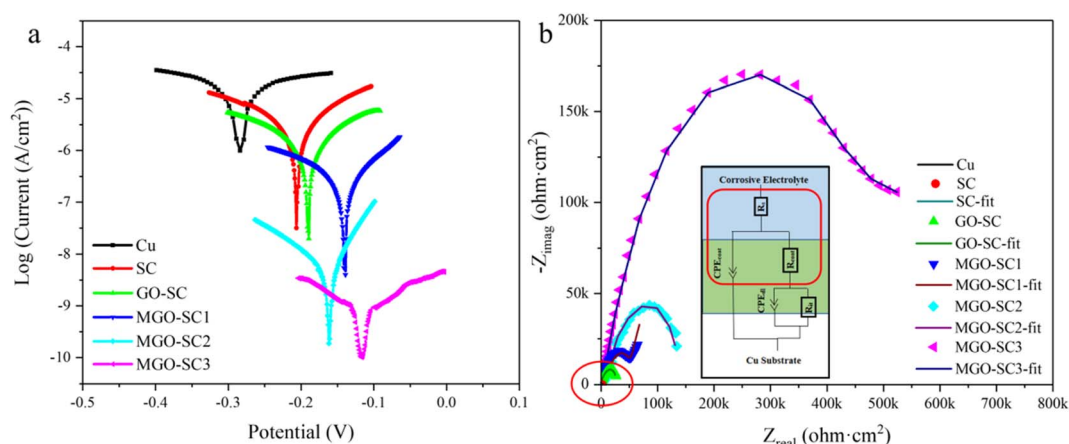 a
Log (Current (A/cm²))
-4
-5
-6
-7
-8
-9
-10
Cu
SC
GO-SC
MGO-SC1
MGO-SC2
MGO-SC3
-0.5
-0.4
-0.3
-0.2
-0.1
0.0
0.1
Potential (V)
b
-Zimag (ohm·cm²)
200k
150k
100k
50k
0
Corrosive Electrolyte
Rs
CPEcoat
Rcoat
CPEdl
Cu Substrate
Cu
SC
SC-fit
GO-SC
GO-SC-fit
MGO-SC1
MGO-SC1-fit
MGO-SC2
MGO-SC2-fit
MGO-SC3
MGO-SC3-fit
100k
200k
300k
400k
500k
600k
700k
800k
Zreal (ohm·cm²)